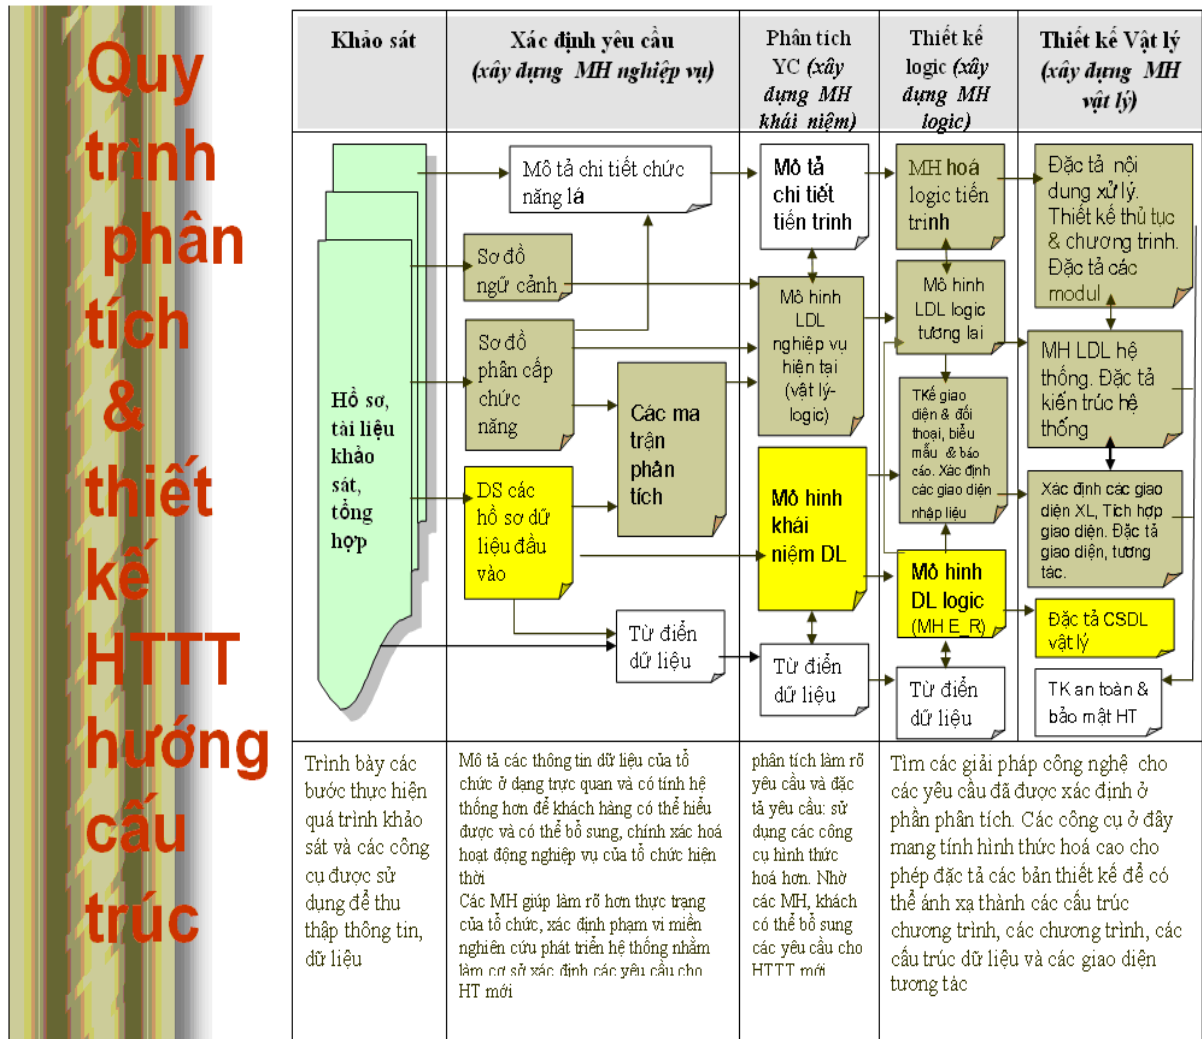 Quy
trình
phân
tích
&
thiết
kế
HTTT
hướng
cấu
trúc
Khảo sát
Xác định yêu cầu
(xây dựng MH nghiệp vụ)
Phân tích
YC (xây
dựng MH
khái niệm)
Thiết kế
logic (xây
dựng MH
logic)
Thiết kế Vật lý
(xây dựng MH
vật lý)
Hồ sơ,
tài liệu
khảo
sát,
tổng
hợp
Mô tả chi tiết chức
năng lá
Sơ đồ
ngữ cảnh
Sơ đồ
phân cấp
chức
năng
Các ma
trận phân
tích
DS các
hồ sơ dữ
liệu đầu
vào
Từ điển
dữ liệu
Mô tả
chi tiết
tiến trinh
Mô hinh
LDL
nghiệp vụ
hiện tại
(vật lý-
logic)
Mô hinh
khái
niệm DL
Từ điển
dữ liệu
MH hoá
logic tiến
trinh
Mô hinh
LDL logic
tương lai
TKế giao
diện & đối
thoại, biểu
mẫu & báo
cáo. Xác định
các giao diện
nhập liệu
Mô hinh
DL logic
(MH E_R)
Từ điển
dữ liệu
Đặc tả nội
dung xử lý.
Thiết kế thủ tục
& chương trinh.
Đặc tả các
modul
MH LDL hệ
thống. Đặc tả
kiến trúc hệ
thống
Xác định các giao
diện XL, Tích hợp
giao diện. Đặc tả
giao diện, tương
tác.
Đặc tả CSDL
vật lý
TK an toàn &
bảo mật HT
Trình bày các
bước thực hiện
quá trình khảo
sát và các công
cụ được sử
dụng để thu
thập thông tin,
dữ liệu
Mô tả các thông tin dữ liệu của tổ
chức ở dạng trực quan và có tính hệ
thống hơn để khách hàng có thể hiểu
được và có thể bổ sung, chính xác hoá
hoạt động nghiệp vụ của tổ chức hiện
thời
Các MH giúp làm rõ hơn thực trạng
của tổ chức, xác định phạm vi miền
nghiên cứu phát triển hệ thống nhằm
làm cơ sở xác định các yêu cầu cho
HT mới
phân tích làm rõ
yêu cầu và đặc
tả yêu cầu: sử
dụng các công
cụ hình thức
hoá hơn. Nhờ
các MH, khách
có thể bổ sung
các yêu cầu cho
HTTT mới
Tìm các giải pháp công nghệ cho
các yêu cầu đã được xác định ở
phần phân tích. Các công cụ ở đây
mang tính hình thức hoá cao cho
phép đặc tả các bản thiết kế để có
thể ánh xạ thành các cấu trúc
chương trình, các chương trình, các
cấu trúc dữ liệu và các giao diện
tương tác